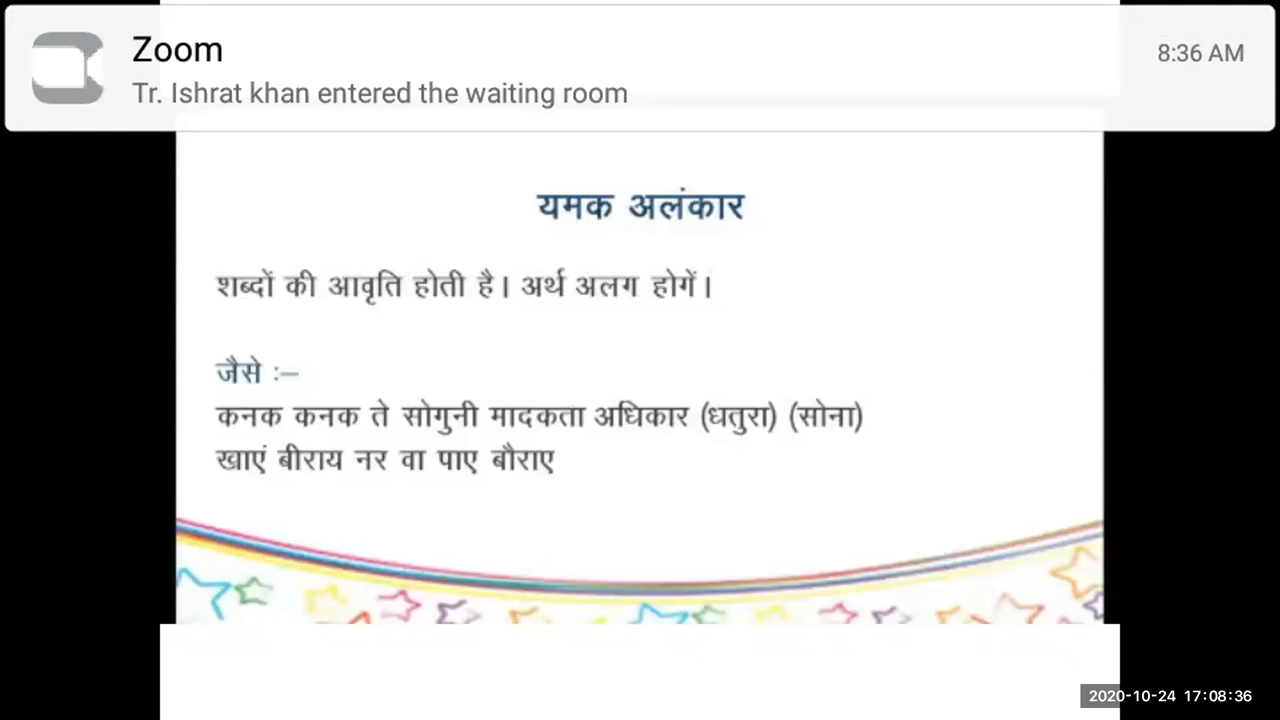 Zoom
8:36 AM
Tr. Ishrat khan entered the waiting room
यमक अलंकार
शब्दों की आवृति होती है। अर्थ अलग होगें।
जैसे :–
कनक कनक ते सोगुनी मादकता अधिकार (धतुरा) (सोना)
खाएं बीराय नर वा पाए बौराए
2020-10-24 17:08:36